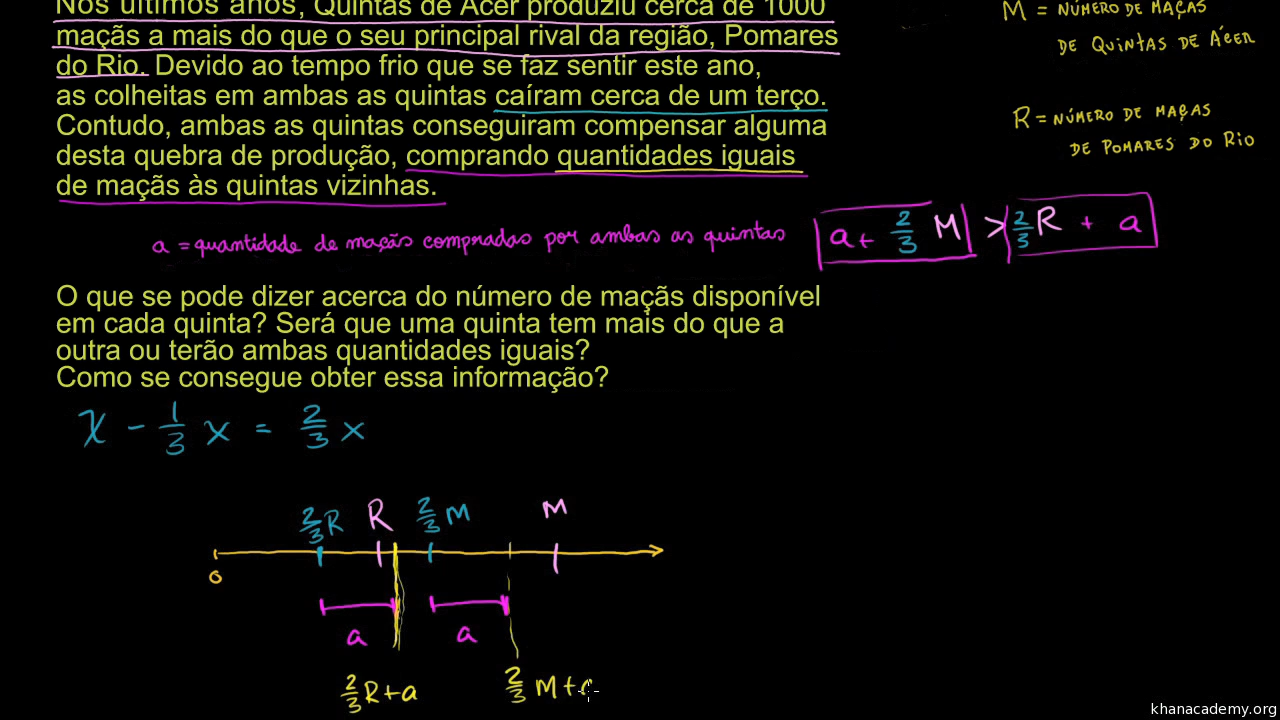 Nos últimos anos, Quintas de Acer produziu cerca de 1000
maçãs a mais do que o seu principal rival da região, Pomares
do Rio. Devido ao tempo frio que se faz sentir este ano,
as colheitas em ambas as quintas caíram cerca de um terço.
Contudo, ambas as quintas conseguiram compensar alguma
desta quebra de produção, comprando quantidades iguais
de maçãs às quintas vizinhas.
M = NÚMERO DE MAÇAS
DE QUINTAS DE ÁCER
R = NÚMERO DE MAÇAS
DE POMARES DO RIO
a = quantidade de maçãs compradas por ambas as quintas
a + 2/3 M > 2/3 R + a
O que se pode dizer acerca do número de maçãs disponível
em cada quinta? Será que uma quinta tem mais do que a
outra ou terão ambas quantidades iguais?
Como se consegue obter essa informação?
x - 1/3 x = 2/3 x
2/3 R R 2/3 M M
0
a a
2/3 R + a 2/3 M + a
khanacademy.org